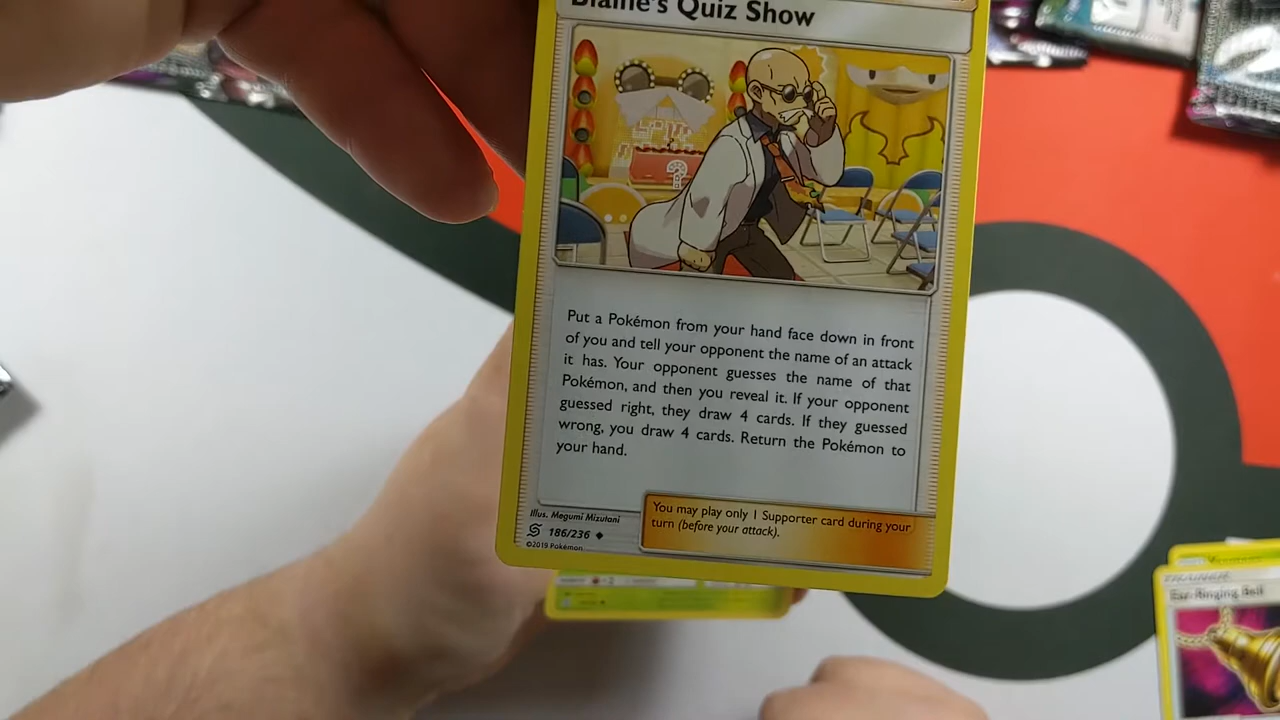 Blaine's Quiz Show
Put a Pokémon from your hand face down in front
of you and tell your opponent the name of an attack
it has. Your opponent guesses the name of that
Pokémon, and then you reveal it. If your opponent
guessed right, they draw 4 cards. If they guessed
wrong, you draw 4 cards. Return the Pokémon to
your hand.
You may play only 1 Supporter card during your
turn (before your attack).
Illus. Megumi Mizutani
186/236
©2019 Pokémon
TRAINER
Ear-Ringing Bell